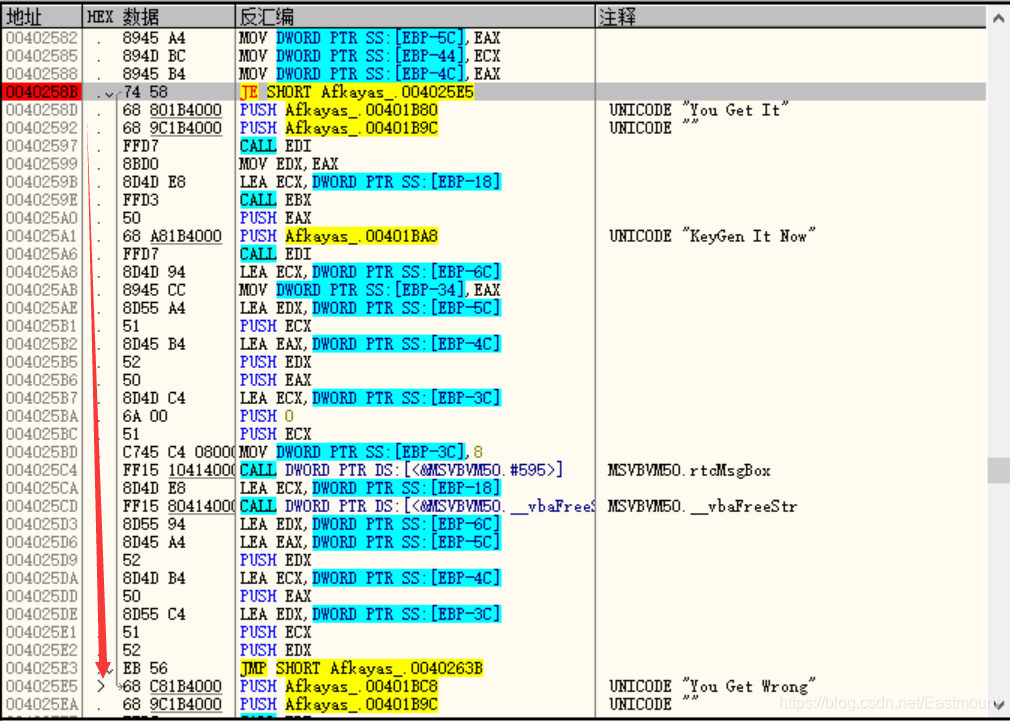 地址 HEX 数据 反汇编 注释
00402582 . 8945 A4 MOV DWORD PTR SS:[EBP-5C],EAX
00402585 . 894D BC MOV DWORD PTR SS:[EBP-44],ECX
00402588 . 8945 B4 MOV DWORD PTR SS:[EBP-4C],EAX
0040258B . 74 58 JE SHORT Afkayas_.004025E5
0040258D . 68 801B4000 PUSH Afkayas_.00401B80 UNICODE "You Get It"
00402592 . 68 9C1B4000 PUSH Afkayas_.00401B9C UNICODE ""
00402597 . FFD7 CALL EDI
00402599 . 8BD0 MOV EDX,EAX
0040259B . 8D4D E8 LEA ECX,DWORD PTR SS:[EBP-18]
0040259E . FFD3 CALL EBX
004025A0 . 50 PUSH EAX
004025A1 . 68 A81B4000 PUSH Afkayas_.00401BA8 UNICODE "KeyGen It Now"
004025A6 . FFD7 CALL EDI
004025A8 . 8D4D 94 LEA ECX,DWORD PTR SS:[EBP-6C]
004025AB . 8945 CC MOV DWORD PTR SS:[EBP-34],EAX
004025AE . 8D55 A4 LEA EDX,DWORD PTR SS:[EBP-5C]
004025B1 . 51 PUSH ECX
004025B2 . 8D45 B4 LEA EAX,DWORD PTR SS:[EBP-4C]
004025B5 . 52 PUSH EDX
004025B6 . 50 PUSH EAX
004025B7 . 8D4D C4 LEA ECX,DWORD PTR SS:[EBP-3C]
004025BA . 6A 00 PUSH 0
004025BC . 51 PUSH ECX
004025BD . C745 C4 08000 MOV DWORD PTR SS:[EBP-3C],8
004025C4 . FF15 10414000 CALL DWORD PTR DS:[<&MSVBVM50.#595>] MSVBVM50.rtcMsgBox
004025CA . 8D4D E8 LEA ECX,DWORD PTR SS:[EBP-18]
004025CD . FF15 80414000 CALL DWORD PTR DS:[<&MSVBVM50.__vbaFreeS MSVBVM50.__vbaFreeStr
004025D3 . 8D55 94 LEA EDX,DWORD PTR SS:[EBP-6C]
004025D6 . 8D45 A4 LEA EAX,DWORD PTR SS:[EBP-5C]
004025D9 . 52 PUSH EDX
004025DA . 8D4D B4 LEA ECX,DWORD PTR SS:[EBP-4C]
004025DD . 50 PUSH EAX
004025DE . 8D55 C4 LEA EDX,DWORD PTR SS:[EBP-3C]
004025E1 . 51 PUSH ECX
004025E2 . 52 PUSH EDX
004025E3 . EB 56 JMP SHORT Afkayas_.0040263B
004025E5 > 68 C81B4000 PUSH Afkayas_.00401BC8 UNICODE "You Get Wrong"
004025EA . 68 9C1B4000 PUSH Afkayas_.00401B9C UNICODE ""